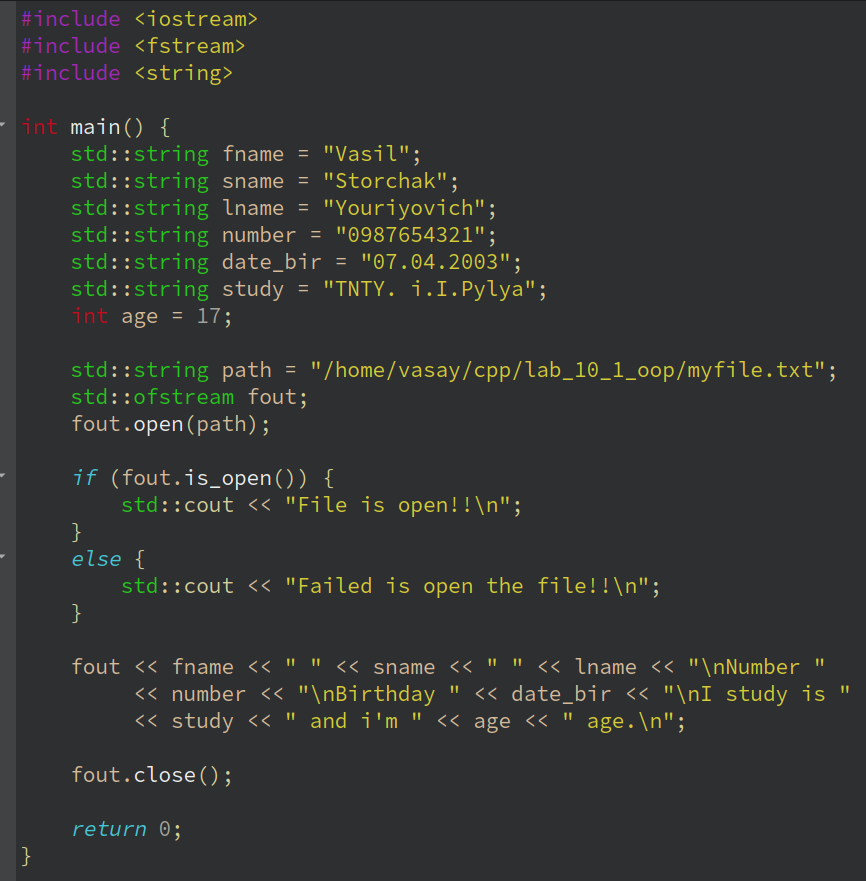 #include <iostream>
#include <fstream>
#include <string>

int main() {
    std::string fname = "Vasil";
    std::string sname = "Storchak";
    std::string lname = "Youriyovich";
    std::string number = "0987654321";
    std::string date_bir = "07.04.2003";
    std::string study = "TNTY. i.I.Pylya";
    int age = 17;

    std::string path = "/home/vasay/cpp/lab_10_1_oop/myfile.txt";
    std::ofstream fout;
    fout.open(path);

    if (fout.is_open()) {
        std::cout << "File is open!!\n";
    }
    else {
        std::cout << "Failed is open the file!!\n";
    }

    fout << fname << " " << sname << " " << lname << "\nNumber "
         << number << "\nBirthday " << date_bir << "\nI study is "
         << study << " and i'm " << age << " age.\n";

    fout.close();

    return 0;
}